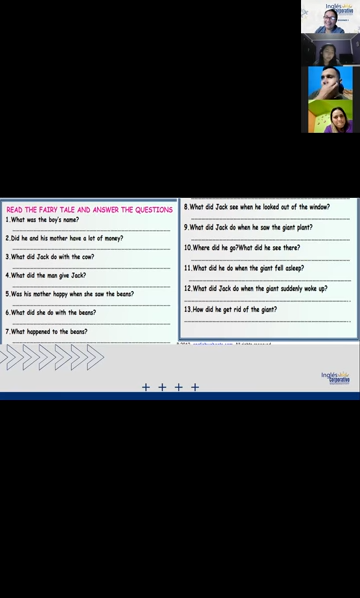 READ THE FAIRY TALE AND ANSWER THE QUESTIONS
1.What was the boy's name?
2.Did he and his mother have a lot of money?
3.What did Jack do with the cow?
4.What did the man give Jack?
5.Was his mother happy when she saw the beans?
6.What did she do with the beans?
7.What happened to the beans?
8.What did Jack see when he looked out of the window?
9.What did Jack do when he saw the giant plant?
10.Where did he go?What did he see there?
11.What did he do when the giant fell asleep?
12.What did Jack do when the giant suddenly woke up?
13.How did he get rid of the giant?
Inglés
Corporativo